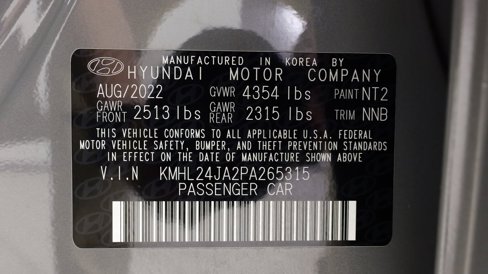 MANUFACTURED IN KOREA BY
HYUNDAI MOTOR COMPANY
AUG/2022 GVWR 4354 lbs PAINT NT2
GAWR FRONT 2513 lbs GAWR REAR 2315 lbs TRIM NNB
THIS VEHICLE CONFORMS TO ALL APPLICABLE U.S.A. FEDERAL
MOTOR VEHICLE SAFETY, BUMPER, AND THEFT PREVENTION STANDARDS
IN EFFECT ON THE DATE OF MANUFACTURE SHOWN ABOVE
V.I.N KMHL24JA2PA265315
PASSENGER CAR